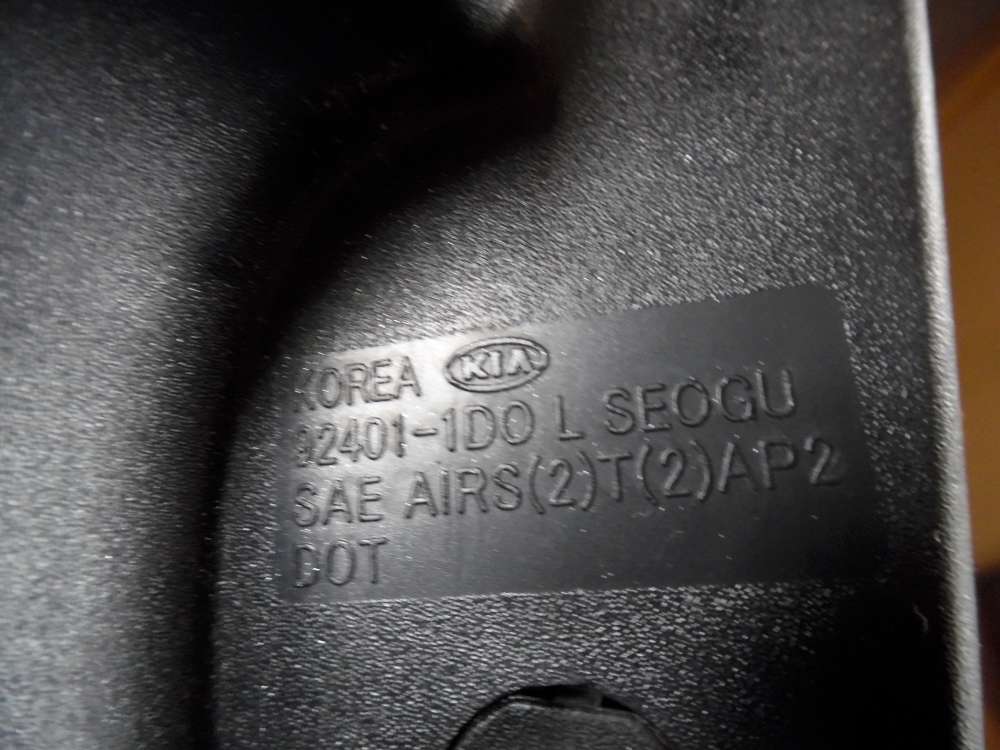 KOREA KIA
92401-1D0 L SEOGU
SAE AIRS(2)T(2)AP2
DOT